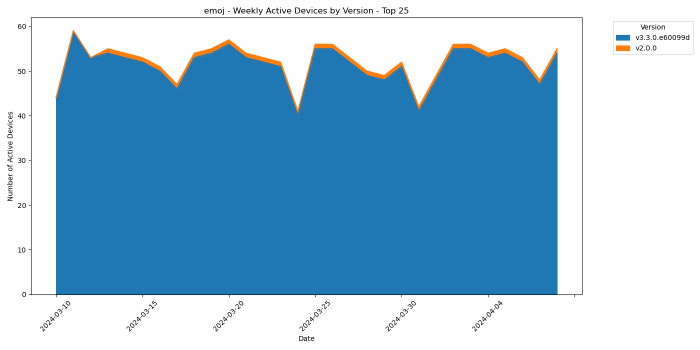 emoj - Weekly Active Devices by Version - Top 25
Version
v3.3.0.e60099d
v2.0.0
Number of Active Devices
60
50
40
30
20
10
0
2024-03-10
2024-03-15
2024-03-20
2024-03-25
2024-03-30
2024-04-04
Date